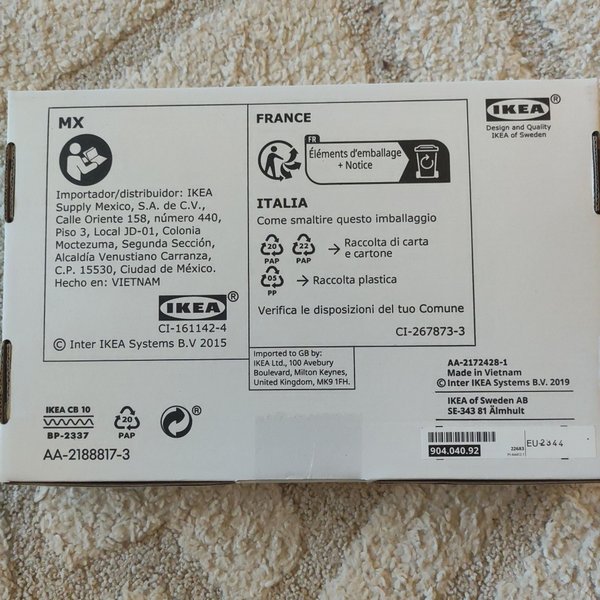 MX
Importador/distribuidor: IKEA
Supply Mexico, S.A. de C.V.,
Calle Oriente 158, número 440,
Piso 3, Local JD-01, Colonia
Moctezuma, Segunda Sección,
Alcaldía Venustiano Carranza,
C.P. 15530, Ciudad de México.
Hecho en: VIETNAM
IKEA®
CI-161142-4
© Inter IKEA Systems B.V 2015
FRANCE
FR
Éléments d'emballage
+ Notice
ITALIA
Come smaltire questo imballaggio
20
PAP
22
PAP
→ Raccolta di carta
e cartone
05
PP
→ Raccolta plastica
Verifica le disposizioni del tuo Comune
CI-267873-3
IKEA®
Design and Quality
IKEA of Sweden
Imported to GB by:
IKEA Ltd., 100 Avebury
Boulevard, Milton Keynes,
United Kingdom, MK9 1FH.
AA-2172428-1
Made in Vietnam
© Inter IKEA Systems B.V. 2019
IKEA of Sweden AB
SE-343 81 Älmhult
IKEA CB 10
BP-2337
20
PAP
®
AA-2188817-3
904.040.92
22683
EU-2344